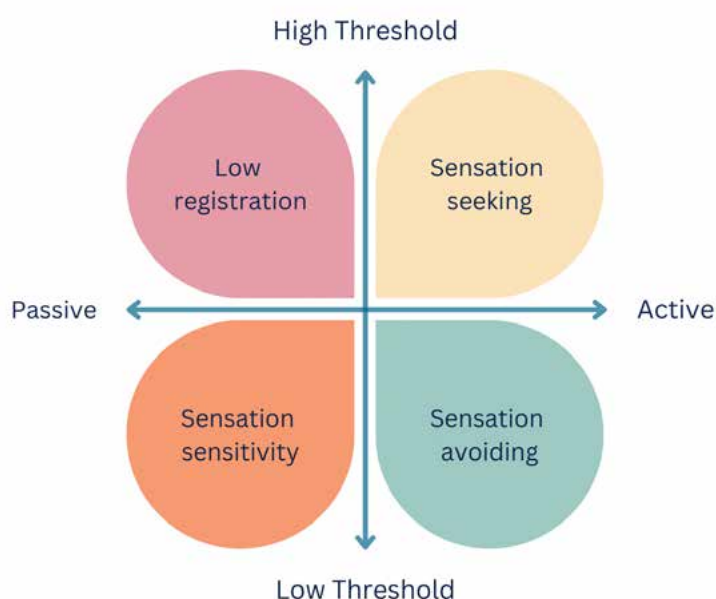 High Threshold
Low
registration
Sensation
seeking
Passive
Active
Sensation
sensitivity
Sensation
avoiding
Low Threshold